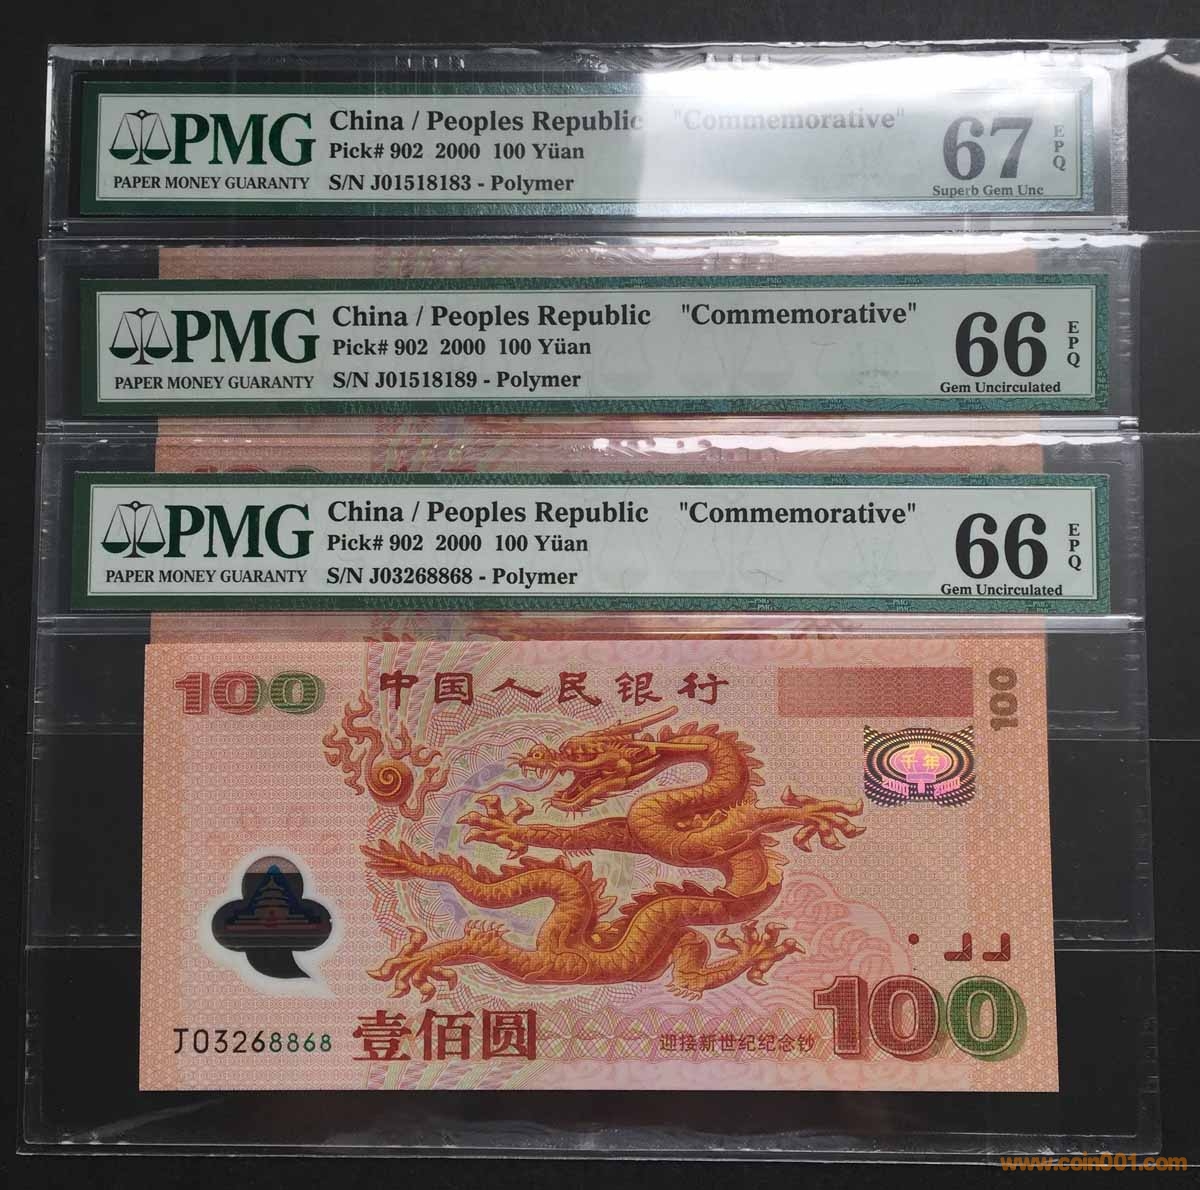 PMG
PAPER MONEY GUARANTY
China / Peoples Republic "Commemorative"
Pick# 902 2000 100 Yüan
S/N J01518183 - Polymer
67
EPQ
Superb Gem Unc
PMG
PAPER MONEY GUARANTY
China / Peoples Republic "Commemorative"
Pick# 902 2000 100 Yüan
S/N J01518189 - Polymer
66
EPQ
Gem Uncirculated
PMG
PAPER MONEY GUARANTY
China / Peoples Republic "Commemorative"
Pick# 902 2000 100 Yüan
S/N J03268868 - Polymer
66
EPQ
Gem Uncirculated
100
中国人民银行
100
千年
2000 2000
J03268868
壹佰圆
迎接新世纪纪念钞
100
www.coin001.com